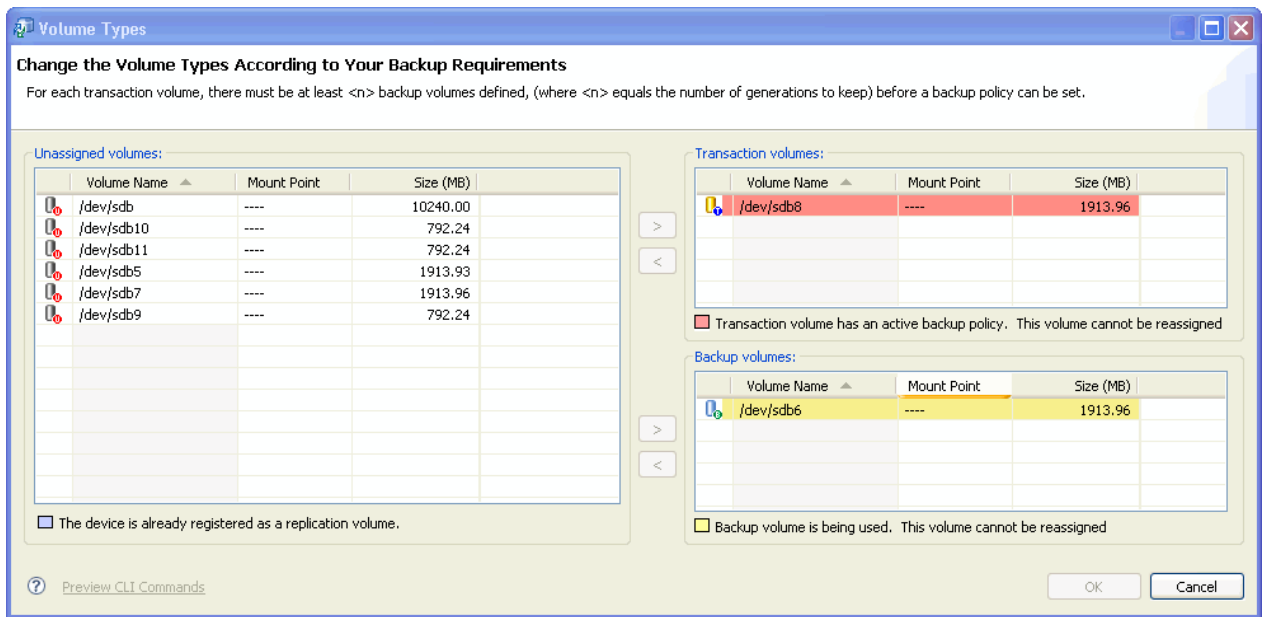 Volume Types
Change the Volume Types According to Your Backup Requirements
For each transaction volume, there must be at least <n> backup volumes defined, (where <n> equals the number of generations to keep) before a backup policy can be set.
Unassigned volumes:
Volume Name Mount Point Size (MB)
U /dev/sdb ---- 10240.00
U /dev/sdb10 ---- 792.24
U /dev/sdb11 ---- 792.24
U /dev/sdb5 ---- 1913.93
U /dev/sdb7 ---- 1913.96
U /dev/sdb9 ---- 792.24
The device is already registered as a replication volume.
>
<
>
<
Transaction volumes:
Volume Name Mount Point Size (MB)
T /dev/sdb8 ---- 1913.96
Transaction volume has an active backup policy. This volume cannot be reassigned
Backup volumes:
Volume Name Mount Point Size (MB)
B /dev/sdb6 ---- 1913.96
Backup volume is being used. This volume cannot be reassigned
? Preview CLI Commands
OK Cancel